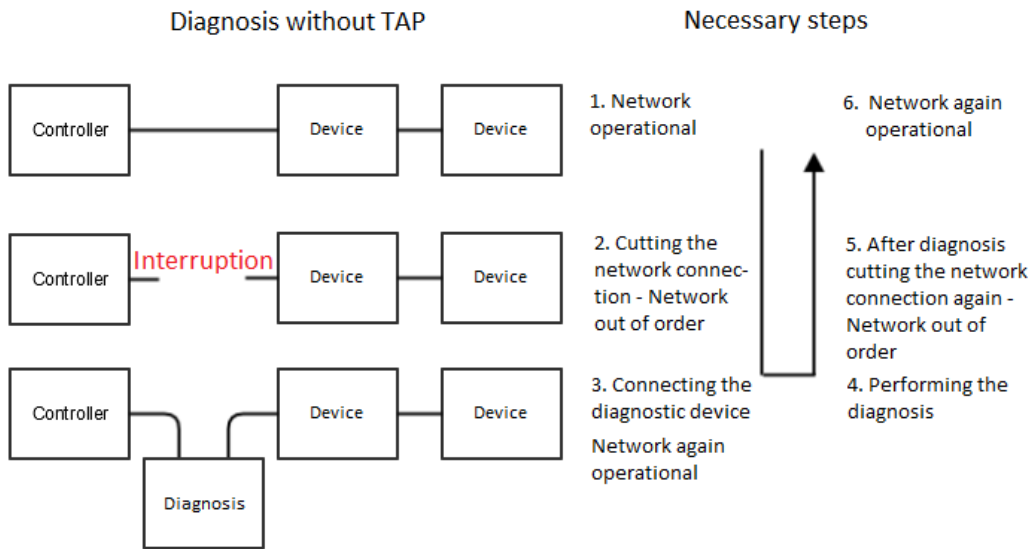 Diagnosis without TAP
Necessary steps
Controller
Device
Device
1. Network
operational
6. Network again
operational
Controller
Interruption
Device
Device
2. Cutting the
network connec-
tion - Network
out of order
5. After diagnosis
cutting the network
connection again -
Network out of
order
Controller
Device
Device
Diagnosis
3. Connecting the
diagnostic device
Network again
operational
4. Performing the
diagnosis